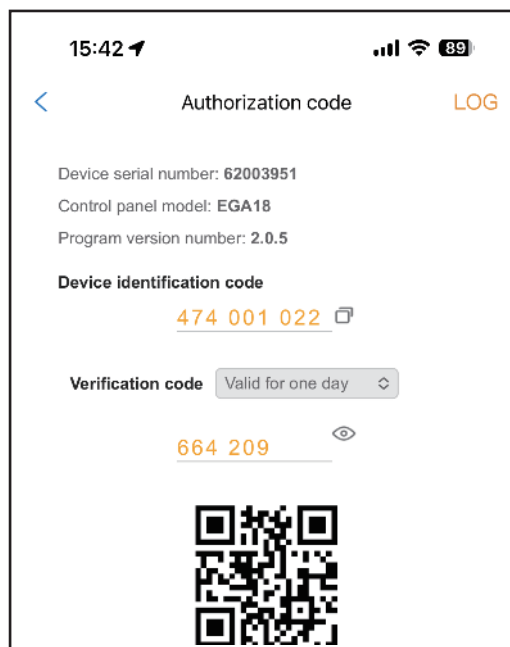 15:42
89
Authorization code
LOG
Device serial number: 62003951
Control panel model: EGA18
Program version number: 2.0.5
Device identification code
474 001 022
Verification code Valid for one day
664 209